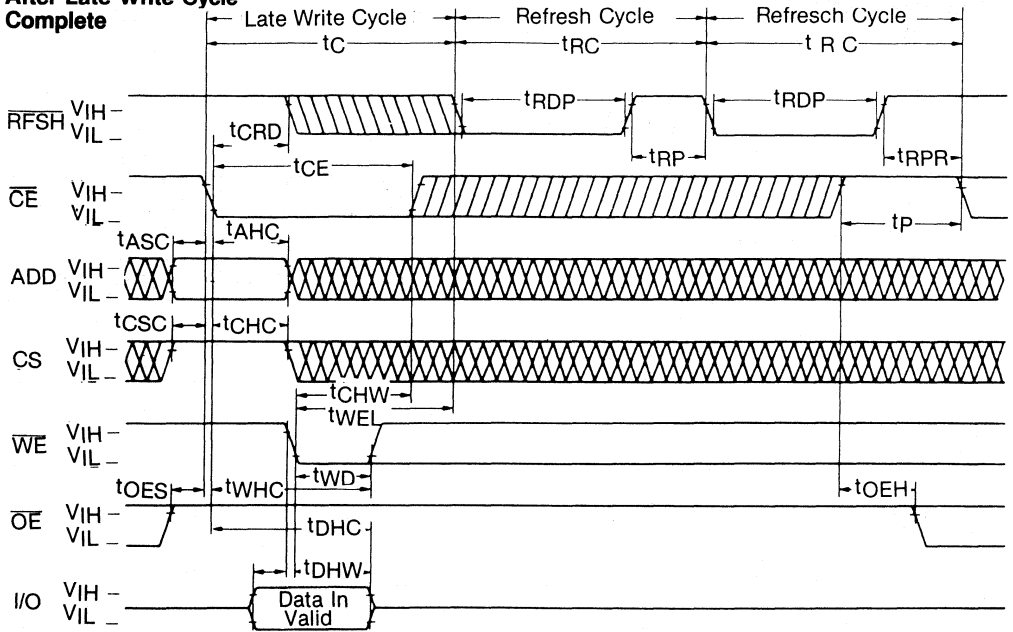 After Late Write Cycle
Complete
Late Write Cycle
Refresh Cycle
Refresch Cycle
tC
tRC
t R C
RFSH
VIH
VIL
tRDP
tRDP
tCRD
tRP
tRPR
tCE
CE
VIH
VIL
tP
tASC
tAHC
ADD
VIH
VIL
tCSC
tCHC
CS
VIH
VIL
tCHW
tWEL
WE
VIH
VIL
tWD
tOES
tWHC
tOEH
OE
VIH
VIL
tDHC
tDHW
I/O
VIH
VIL
Data In
Valid